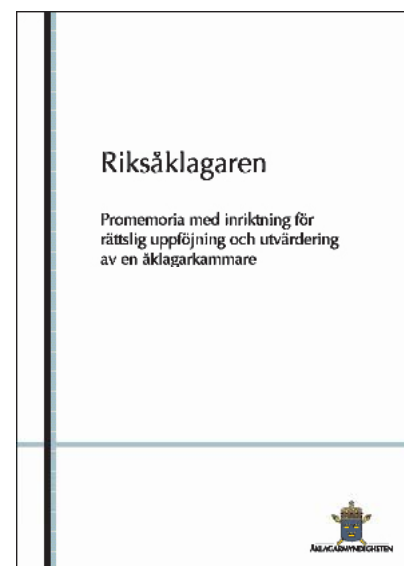 Riksåklagaren
Promemoria med inriktning för
rättslig uppföjning och utvärdering
av en åklagarkammare
ÅKLAGARMYNDIGHETEN